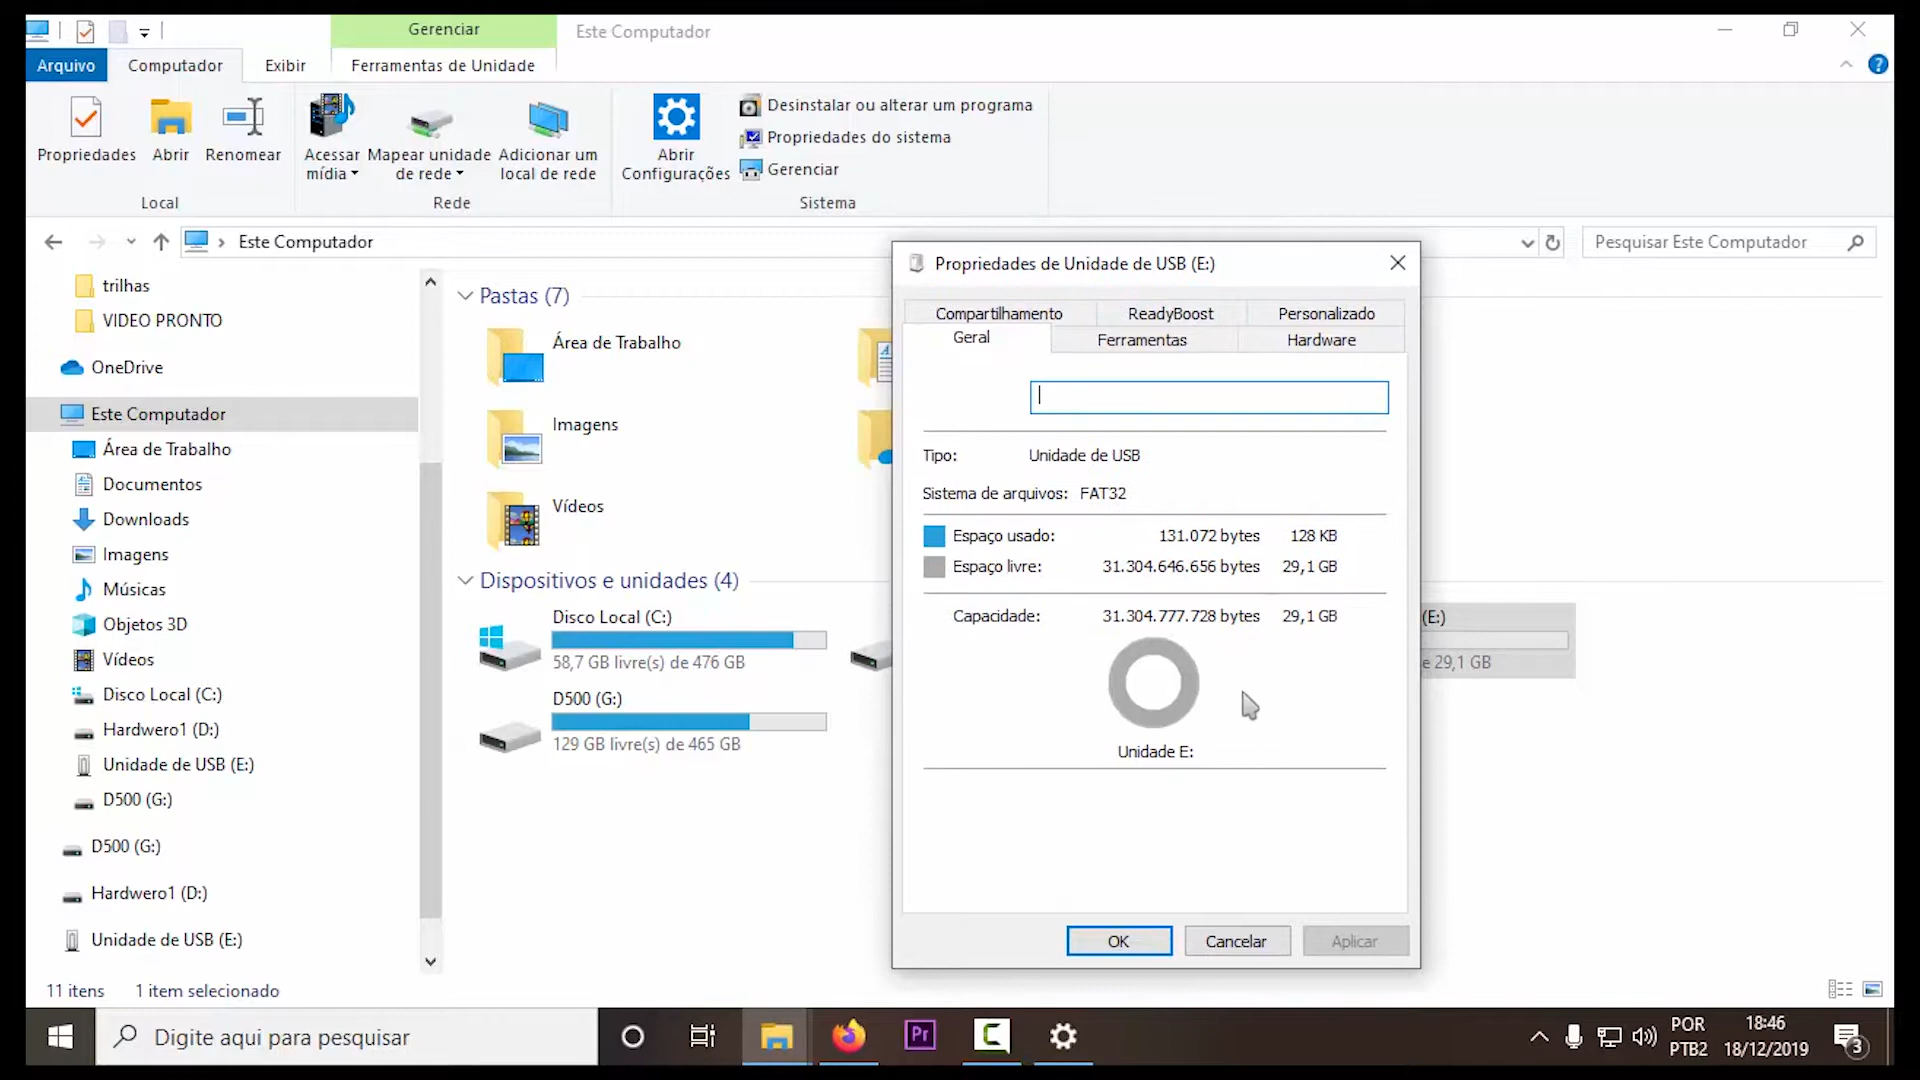 Gerenciar
Este Computador
Arquivo
Computador
Exibir
Ferramentas de Unidade
Propriedades
Abrir
Renomear
Acessar
mídia
Mapear unidade
de rede
Adicionar um
local de rede
Abrir
Configurações
Desinstalar ou alterar um programa
Propriedades do sistema
Gerenciar
Local
Rede
Sistema
Este Computador
Pesquisar Este Computador
trilhas
VIDEO PRONTO
OneDrive
Este Computador
Área de Trabalho
Documentos
Downloads
Imagens
Músicas
Objetos 3D
Vídeos
Disco Local (C:)
Hardwero1 (D:)
Unidade de USB (E:)
D500 (G:)
D500 (G:)
Hardwero1 (D:)
Unidade de USB (E:)
Pastas (7)
Área de Trabalho
Imagens
Vídeos
Dispositivos e unidades (4)
Disco Local (C:)
58,7 GB livre(s) de 476 GB
D500 (G:)
129 GB livre(s) de 465 GB
(E:)
e 29,1 GB
Propriedades de Unidade de USB (E:)
Compartilhamento
ReadyBoost
Personalizado
Geral
Ferramentas
Hardware
Tipo: Unidade de USB
Sistema de arquivos: FAT32
Espaço usado: 131.072 bytes 128 KB
Espaço livre: 31.304.646.656 bytes 29,1 GB
Capacidade: 31.304.777.728 bytes 29,1 GB
Unidade E:
OK
Cancelar
Aplicar
11 itens
1 item selecionado
Digite aqui para pesquisar
Pr
C
POR
PTB2
18:46
18/12/2019
3